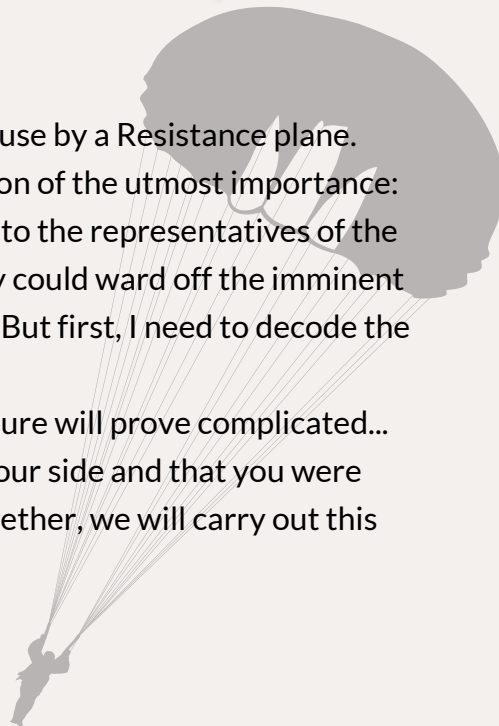 use by a Resistance plane.
on of the utmost importance:
to the representatives of the
y could ward off the imminent
But first, I need to decode the
ure will prove complicated...
our side and that you were
ether, we will carry out this